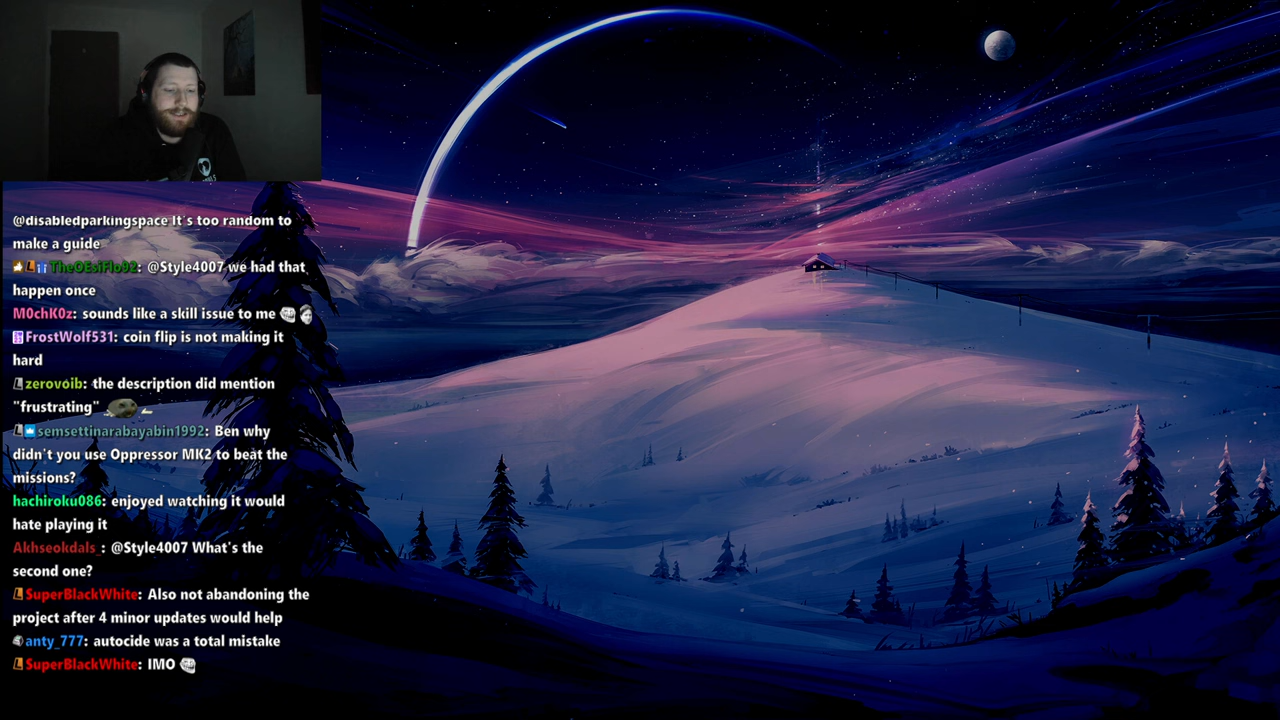 @disabledparkingspace It's too random to
make a guide
TheOEsiFlo92: @Style4007 we had that
happen once
M0chK0z: sounds like a skill issue to me
FrostWolf531: coin flip is not making it
hard
zerovoib: the description did mention
"frustrating"
semsettinarabayabin1992: Ben why
didn't you use Oppressor MK2 to beat the
missions?
hachiroku086: enjoyed watching it would
hate playing it
Akhseokdals_: @Style4007 What's the
second one?
SuperBlackWhite: Also not abandoning the
project after 4 minor updates would help
anty_777: autocide was a total mistake
SuperBlackWhite: IMO